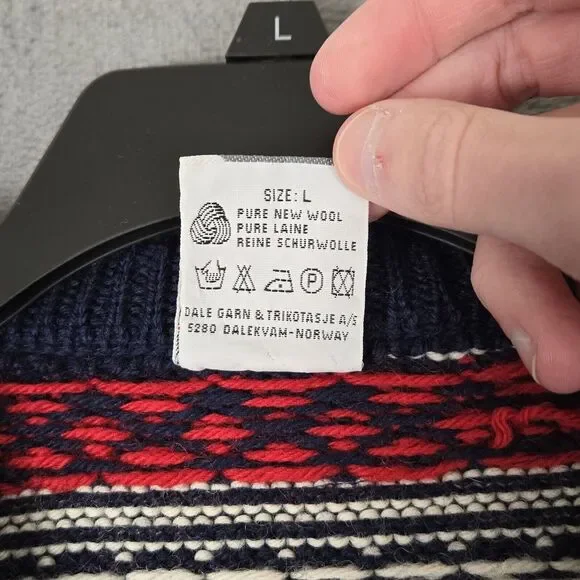 L
SIZE: L
PURE NEW WOOL
PURE LAINE
REINE SCHURWOLLE
P
DALE GARN & TRIKOTASJE A/S
5280 DALEKVAM-NORWAY